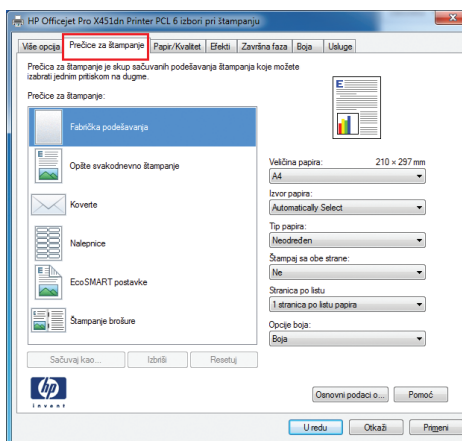 HP Officejet Pro X451dn Printer PCL 6 izbori pri štampanju
Više opcija
Prečice za štampanje
Papir/Kvalitet
Efekti
Završna faza
Boja
Usluge
Prečica za štampanje je skup sačuvanih podešavanja štampanja koje možete
izabrati jednim pritiskom na dugme.
Prečice za štampanje:
Fabrička podešavanja
Opšte svakodnevno štampanje
Koverte
Nalepnice
EcoSMART postavke
Štampanje brošure
Sačuvaj kao...
Izbriši
Resetuj
Veličina papira:
210 × 297 mm
A4
Izvor papira:
Automatically Select
Tip papira:
Neodređen
Štampaj sa obe strane:
Ne
Stranica po listu
1 stranica po listu papira
Opcije boja:
Boja
hp
invent
Osnovni podaci o...
Pomoć
U redu
Otkaži
Primeni